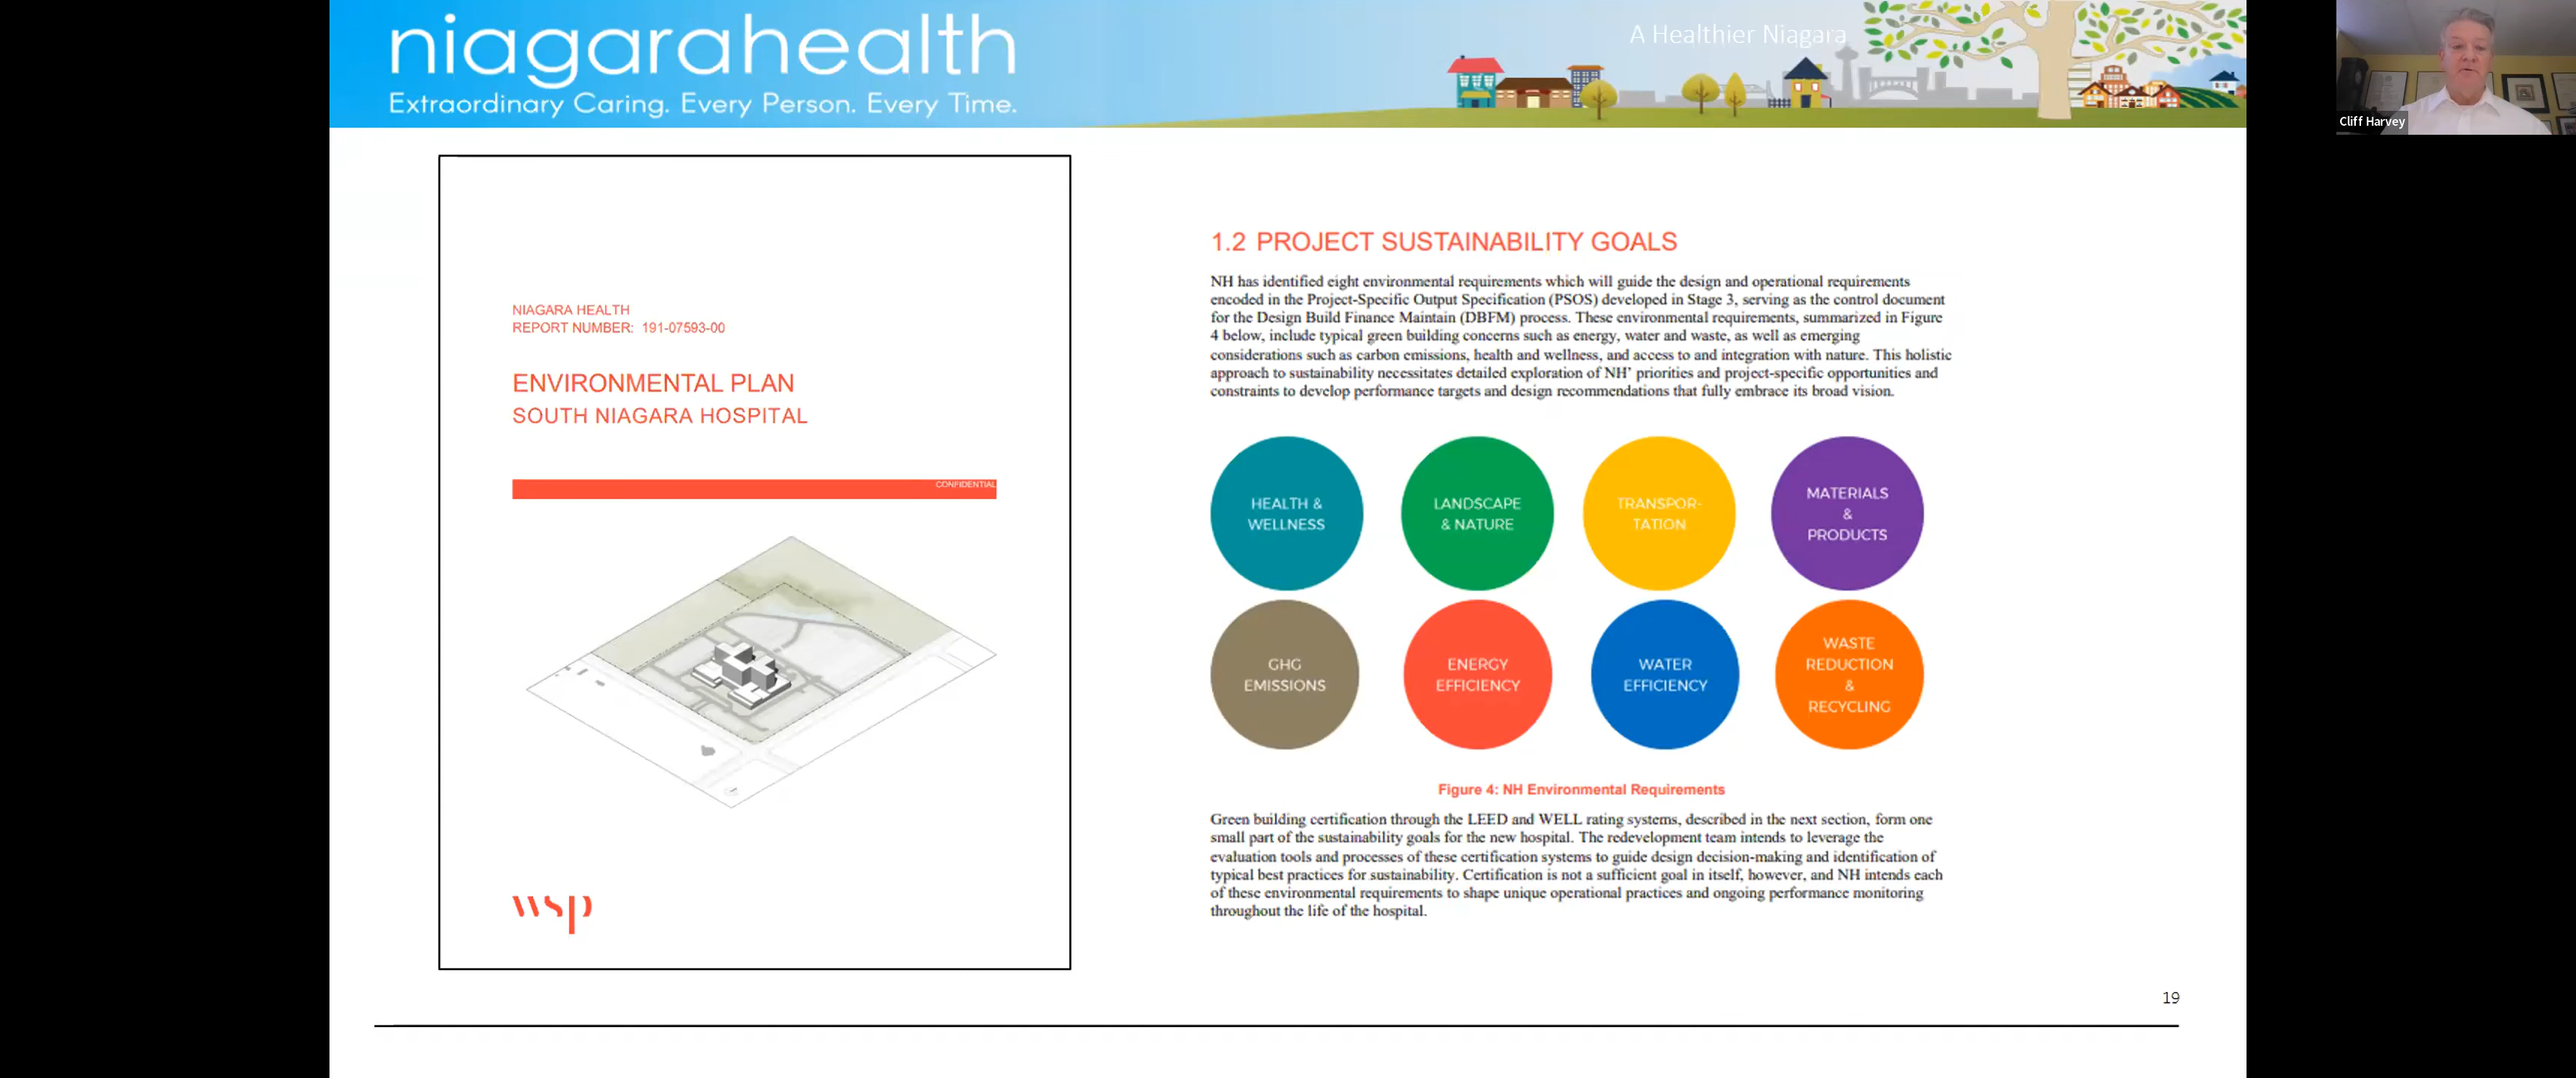 niagarahealth
Extraordinary Caring. Every Person. Every Time.
A Healthier Niagara
Cliff Harvey
NIAGARA HEALTH
REPORT NUMBER: 191-07593-00
ENVIRONMENTAL PLAN
SOUTH NIAGARA HOSPITAL
CONFIDENTIAL
wsp
1.2 PROJECT SUSTAINABILITY GOALS
NH has identified eight environmental requirements which will guide the design and operational requirements
encoded in the Project-Specific Output Specification (PSOS) developed in Stage 3, serving as the control document
for the Design Build Finance Maintain (DBFM) process. These environmental requirements, summarized in Figure
4 below, include typical green building concerns such as energy, water and waste, as well as emerging
considerations such as carbon emissions, health and wellness, and access to and integration with nature. This holistic
approach to sustainability necessitates detailed exploration of NH' priorities and project-specific opportunities and
constraints to develop performance targets and design recommendations that fully embrace its broad vision.
HEALTH &
WELLNESS
LANDSCAPE
& NATURE
TRANSPOR-
TATION
MATERIALS
&
PRODUCTS
GHG
EMISSIONS
ENERGY
EFFICIENCY
WATER
EFFICIENCY
WASTE
REDUCTION
&
RECYCLING
Figure 4: NH Environmental Requirements
Green building certification through the LEED and WELL rating systems, described in the next section, form one
small part of the sustainability goals for the new hospital. The redevelopment team intends to leverage the
evaluation tools and processes of these certification systems to guide design decision-making and identification of
typical best practices for sustainability. Certification is not a sufficient goal in itself, however, and NH intends each
of these environmental requirements to shape unique operational practices and ongoing performance monitoring
throughout the life of the hospital.
19